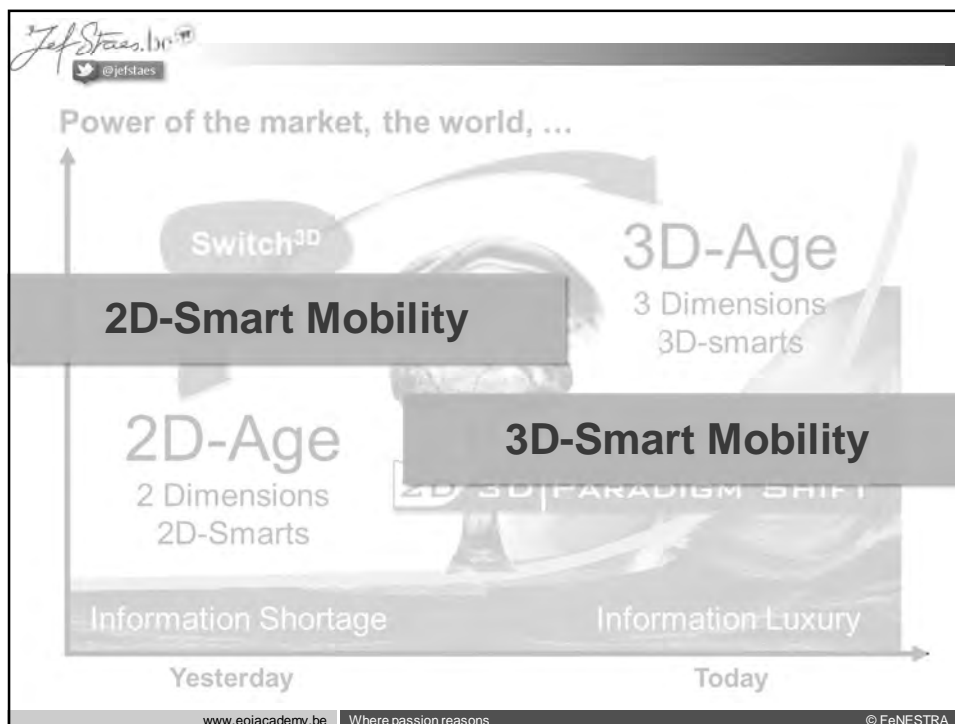 Jef Staes.be
@jefstaes
Power of the market, the world, …
Switch3D
3D-Age
3 Dimensions
3D-smarts
2D-Smart Mobility
3D-Smart Mobility
2D-Age
2 Dimensions
2D-Smarts
2D 3D PARADIGM SHIFT
Information Shortage
Information Luxury
Yesterday
Today
www.eoiacademy.be
Where passion reasons
© FeNESTRA